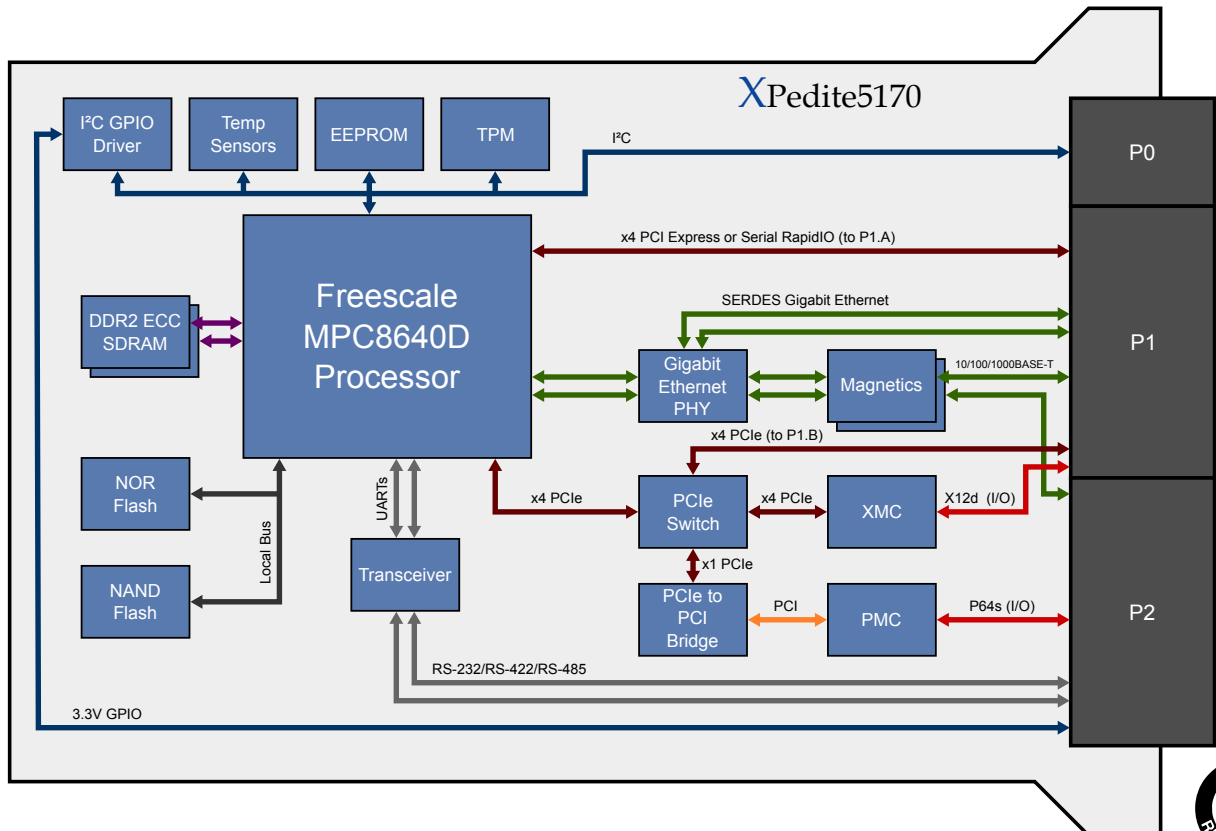 XPedite5170
I²C GPIO
Driver
Temp
Sensors
EEPROM
TPM
I²C
P0
x4 PCI Express or Serial RapidIO (to P1.A)
Freescale
MPC8640D
Processor
DDR2 ECC
SDRAM
SERDES Gigabit Ethernet
P1
Gigabit
Ethernet
PHY
Magnetics
10/100/1000BASE-T
x4 PCIe (to P1.B)
NOR
Flash
Local Bus
NAND
Flash
UARTs
Transceiver
x4 PCIe
PCIe
Switch
x4 PCIe
XMC
X12d (I/O)
x1 PCIe
PCIe to
PCI
Bridge
PCI
PMC
P64s (I/O)
P2
RS-232/RS-422/RS-485
3.3V GPIO